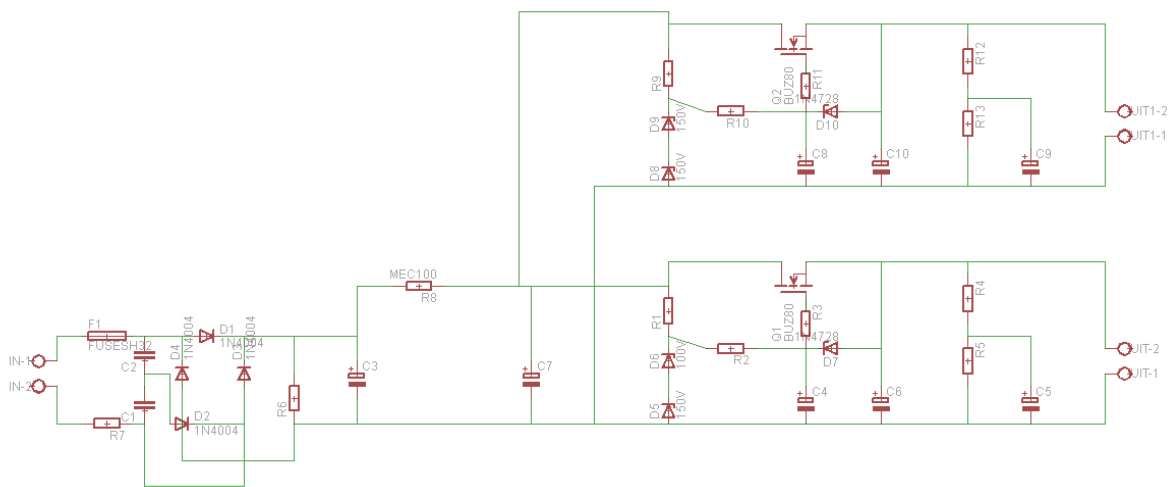 R9
D9
150V
D8
150V
R10
Q2
BUZ80
R11
1N4728
D10
C8
C10
R12
R13
C9
UIT1-2
UIT1-1
MEC100
R8
F1
FUSESH32
IN-1
IN-2
C2
C1
R7
D4
1N4004
D1
1N4004
D3
1N4004
D2
1N4004
R6
C3
C7
R1
D6
100V
D5
150V
R2
Q1
BUZ80
R3
1N4728
D7
C4
C6
R4
R5
C5
UIT-2
UIT-1